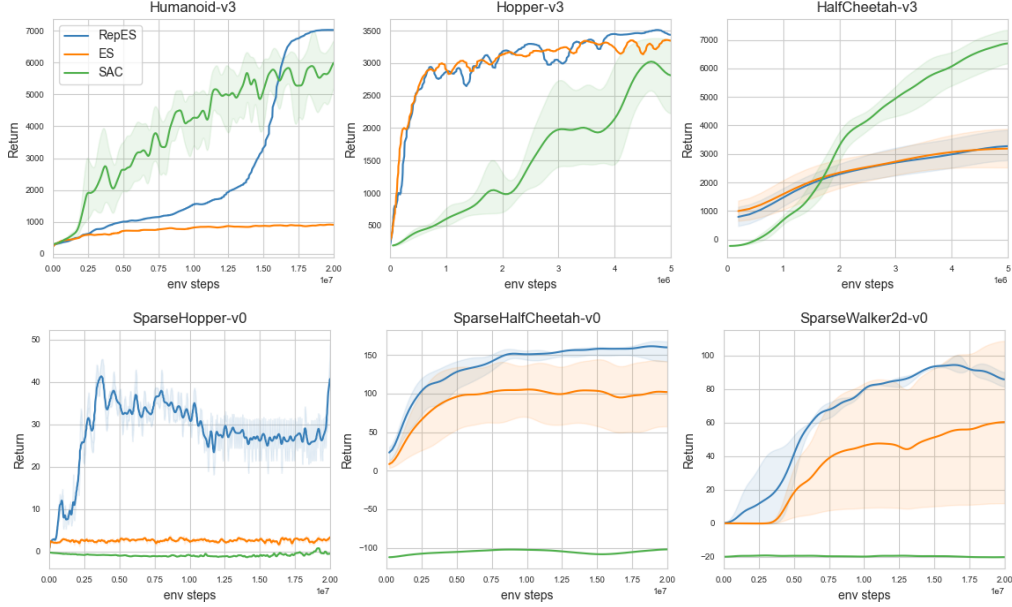 Humanoid-v3
Hopper-v3
HalfCheetah-v3
RepES
ES
SAC
Return
7000
6000
5000
4000
3000
2000
1000
0
0.00 0.25 0.50 0.75 1.00 1.25 1.50 1.75 2.00
1e7
env steps
Return
3500
3000
2500
2000
1500
1000
500
0
0 1 2 3 4 5
1e6
env steps
Return
7000
6000
5000
4000
3000
2000
1000
0
0 1 2 3 4 5
1e6
env steps
SparseHopper-v0
SparseHalfCheetah-v0
SparseWalker2d-v0
Return
50
40
30
20
10
0
0.00 0.25 0.50 0.75 1.00 1.25 1.50 1.75 2.00
1e7
env steps
Return
150
100
50
0
−50
−100
0.00 0.25 0.50 0.75 1.00 1.25 1.50 1.75 2.00
1e7
env steps
Return
100
80
60
40
20
0
−20
0.00 0.25 0.50 0.75 1.00 1.25 1.50 1.75 2.00
1e7
env steps